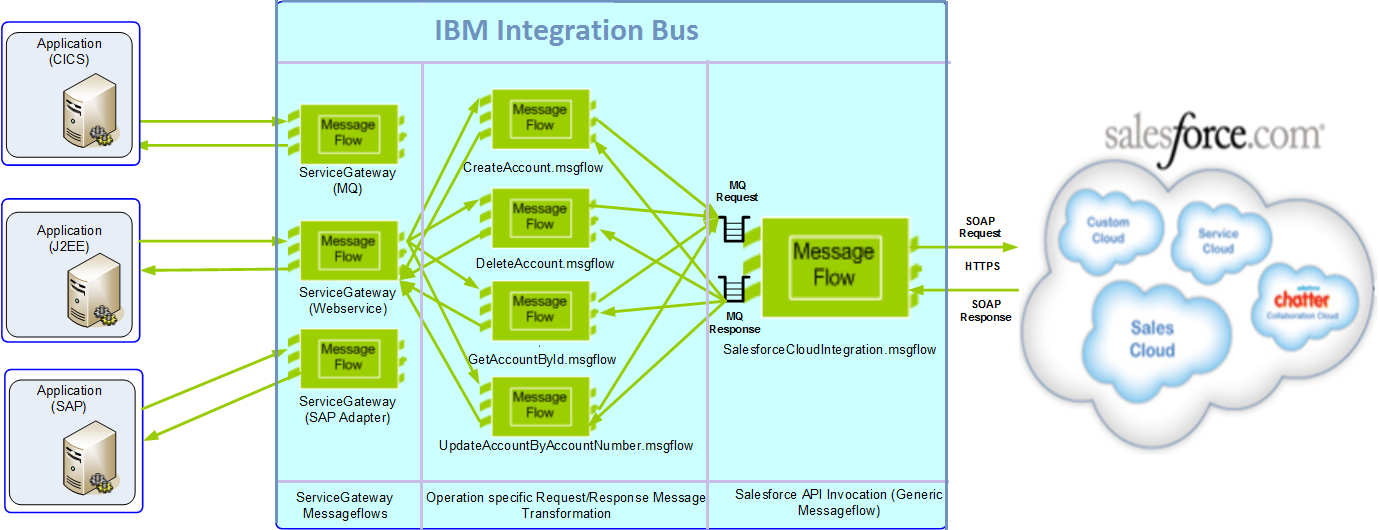 IBM Integration Bus
Application
(CICS)
Application
(J2EE)
Application
(SAP)
Message
Flow
ServiceGateway
(MQ)
Message
Flow
ServiceGateway
(Webservice)
Message
Flow
ServiceGateway
(SAP Adapter)
ServiceGateway
Messageflows
Message
Flow
CreateAccount.msgflow
Message
Flow
DeleteAccount.msgflow
Message
Flow
GetAccountById.msgflow
Message
Flow
UpdateAccountByAccountNumber.msgflow
Operation specific Request/Response Message
Transformation
MQ
Request
MQ
Response
Message
Flow
SalesforceCloudIntegration.msgflow
Salesforce API Invocation (Generic
Messageflow)
SOAP
Request
HTTPS
SOAP
Response
salesforce.com®
Custom
Cloud
Service
Cloud
Sales
Cloud
salesforce
chatter
Collaboration Cloud